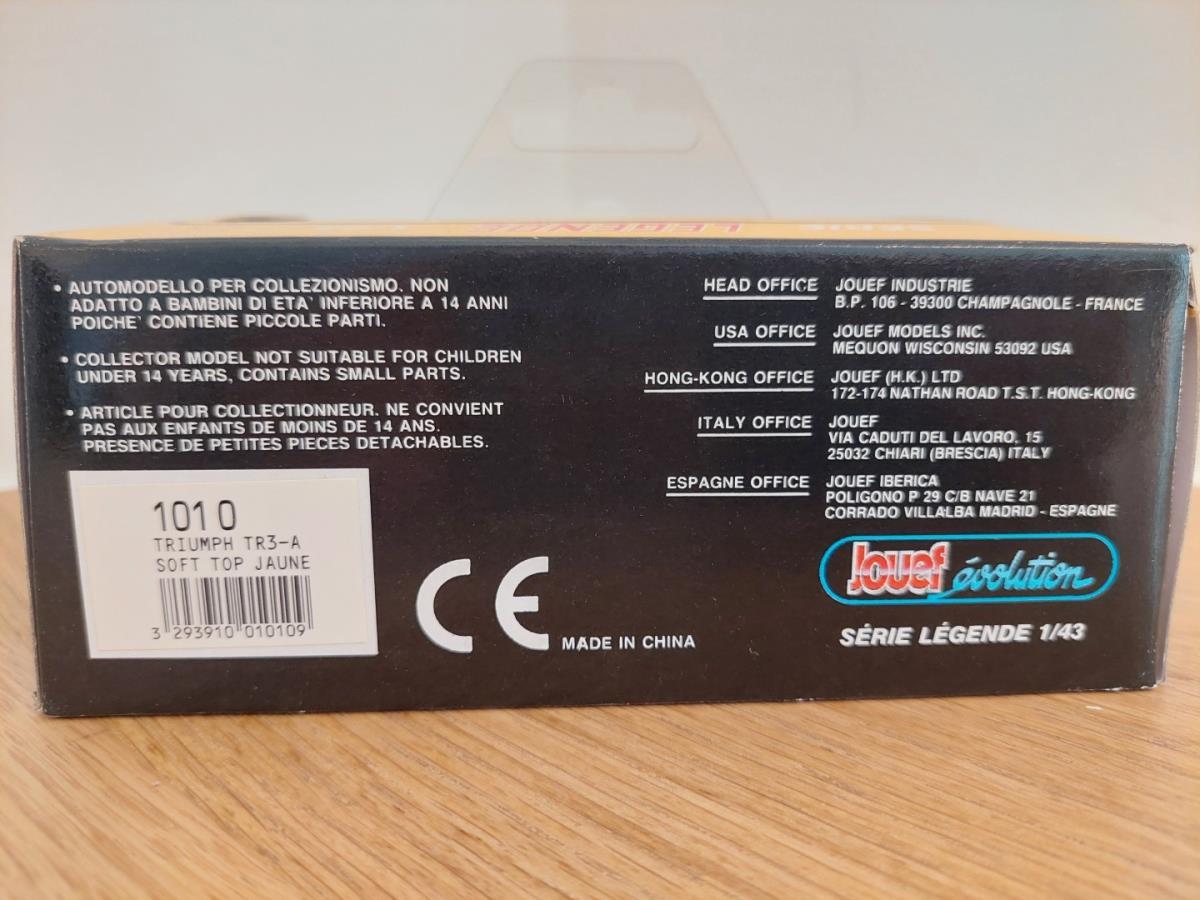 SÉRIE LEGENDE
• AUTOMODELLO PER COLLEZIONISMO. NON
ADATTO A BAMBINI DI ETA' INFERIORE A 14 ANNI
POICHE' CONTIENE PICCOLE PARTI.
• COLLECTOR MODEL NOT SUITABLE FOR CHILDREN
UNDER 14 YEARS, CONTAINS SMALL PARTS.
• ARTICLE POUR COLLECTIONNEUR. NE CONVIENT
PAS AUX ENFANTS DE MOINS DE 14 ANS.
PRESENCE DE PETITES PIECES DETACHABLES.
1010
TRIUMPH TR3-A
SOFT TOP JAUNE
3 293910 010109
CE
MADE IN CHINA
HEAD OFFICE JOUEF INDUSTRIE
B.P. 106 - 39300 CHAMPAGNOLE - FRANCE
USA OFFICE JOUEF MODELS INC.
MEQUON WISCONSIN 53092 USA
HONG-KONG OFFICE JOUEF (H.K.) LTD
172-174 NATHAN ROAD T.S.T. HONG-KONG
ITALY OFFICE JOUEF
VIA CADUTI DEL LAVORO, 15
25032 CHIARI (BRESCIA) ITALY
ESPAGNE OFFICE JOUEF IBERICA
POLIGONO P 29 C/B NAVE 21
CORRADO VILLALBA MADRID - ESPAGNE
Jouef évolution
SÉRIE LÉGENDE 1/43